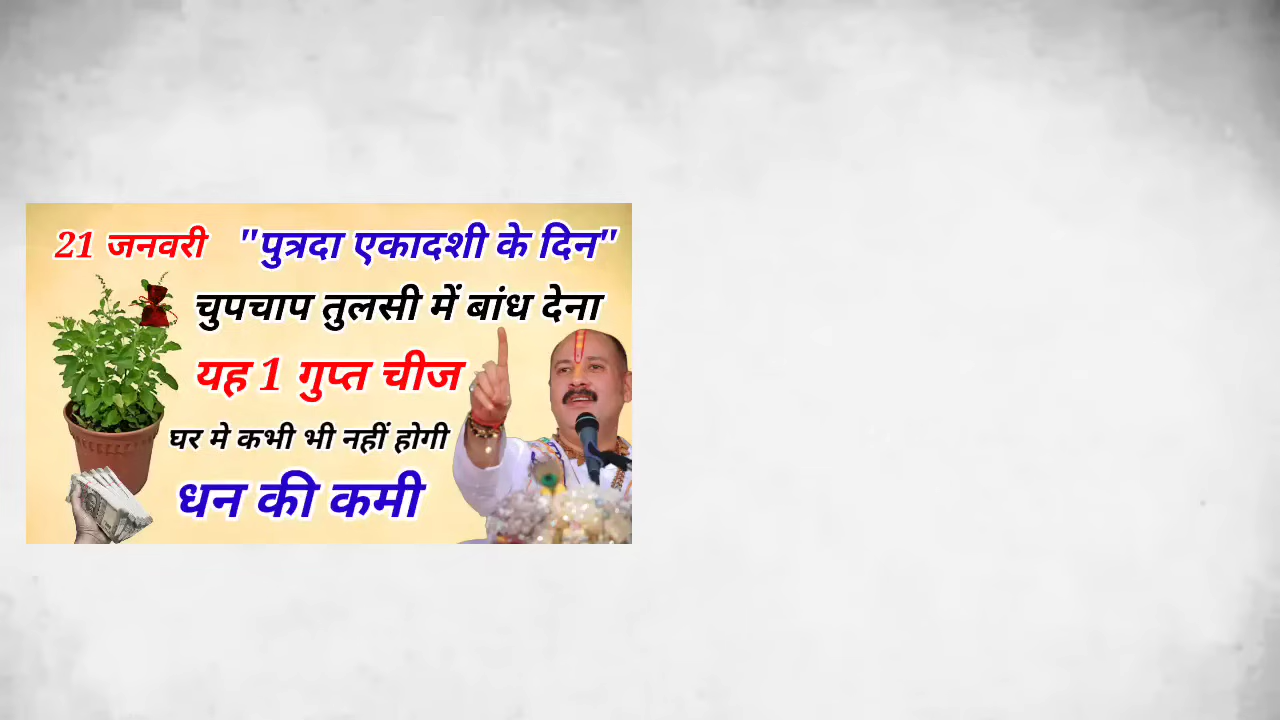 21 जनवरी "पुत्रदा एकादशी के दिन"
चुपचाप तुलसी में बांध देना
यह 1 गुप्त चीज
घर मे कभी भी नहीं होगी
धन की कमी